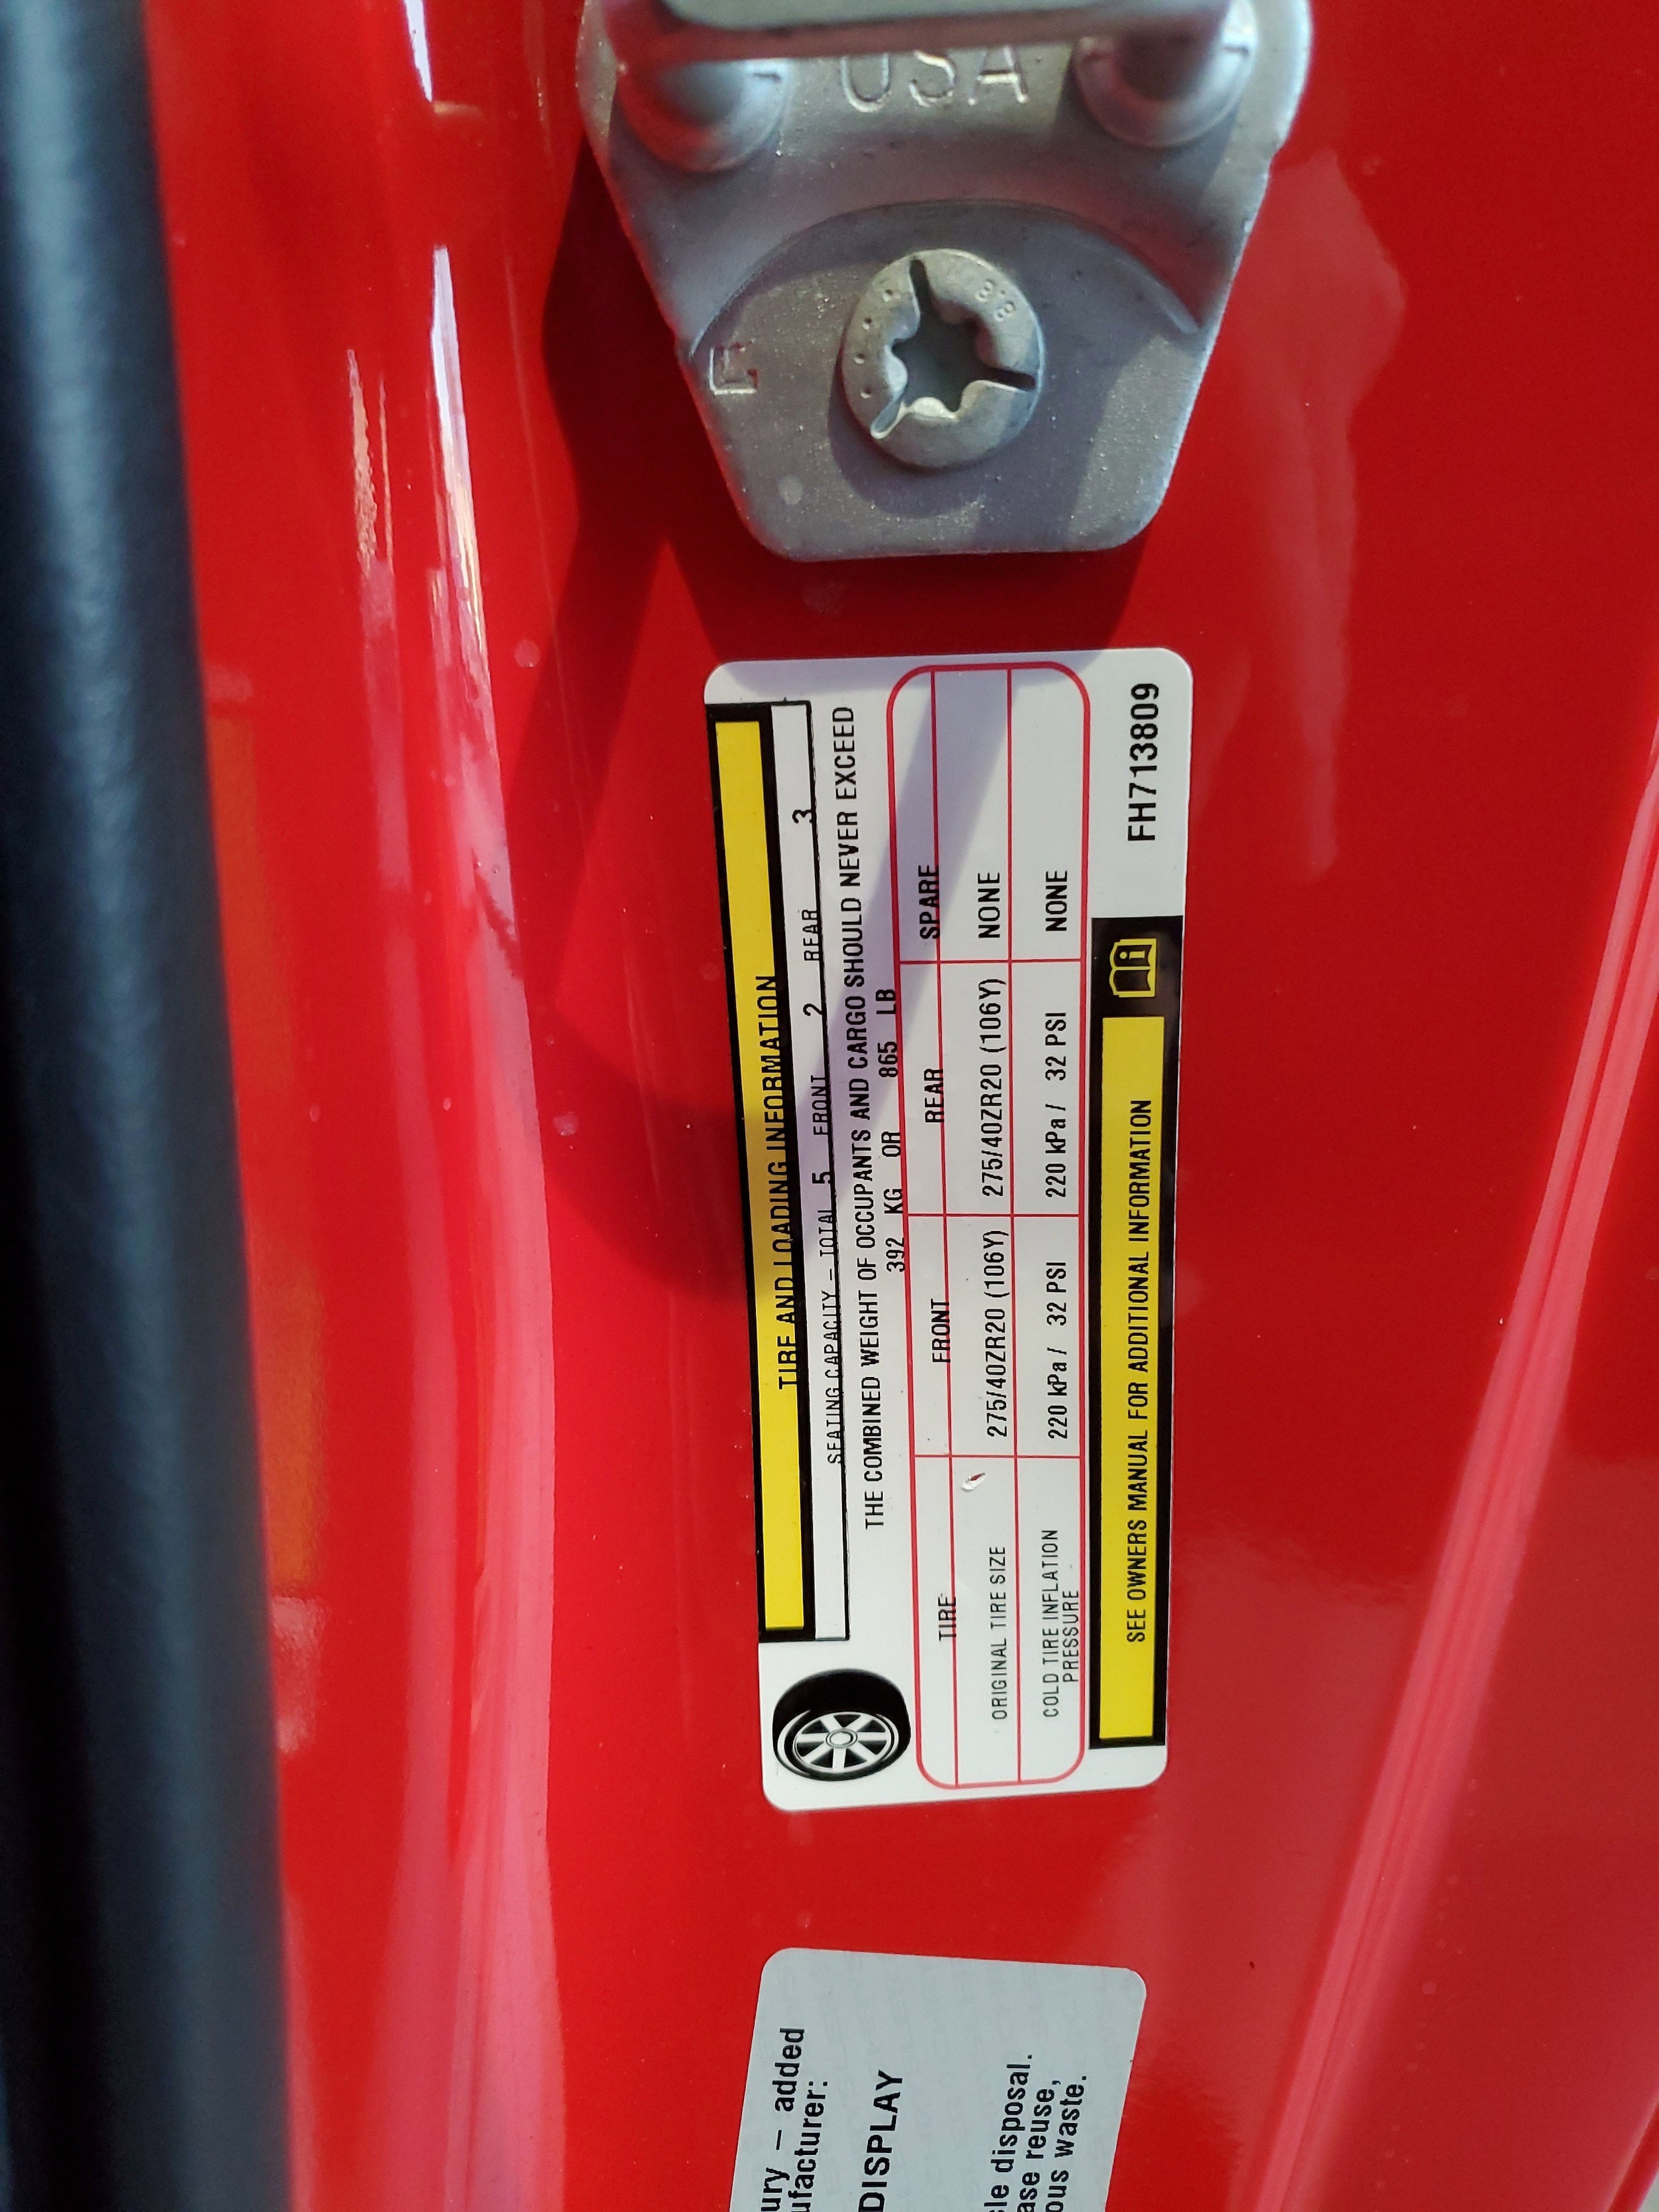 USA
8.8
E
TIRE AND LOADING INFORMATION
SEATING CAPACITY – TOTAL 5 FRONT 2 REAR 3
THE COMBINED WEIGHT OF OCCUPANTS AND CARGO SHOULD NEVER EXCEED
392 KG OR 865 LB
TIRE FRONT REAR SPARE
ORIGINAL TIRE SIZE 275/40ZR20 (106Y) 275/40ZR20 (106Y) NONE
COLD TIRE INFLATION
PRESSURE 220 kPa / 32 PSI 220 kPa / 32 PSI NONE
SEE OWNERS MANUAL FOR ADDITIONAL INFORMATION FH713809
ury – added
ufacturer:
DISPLAY
le disposal.
ase reuse,
ous waste.